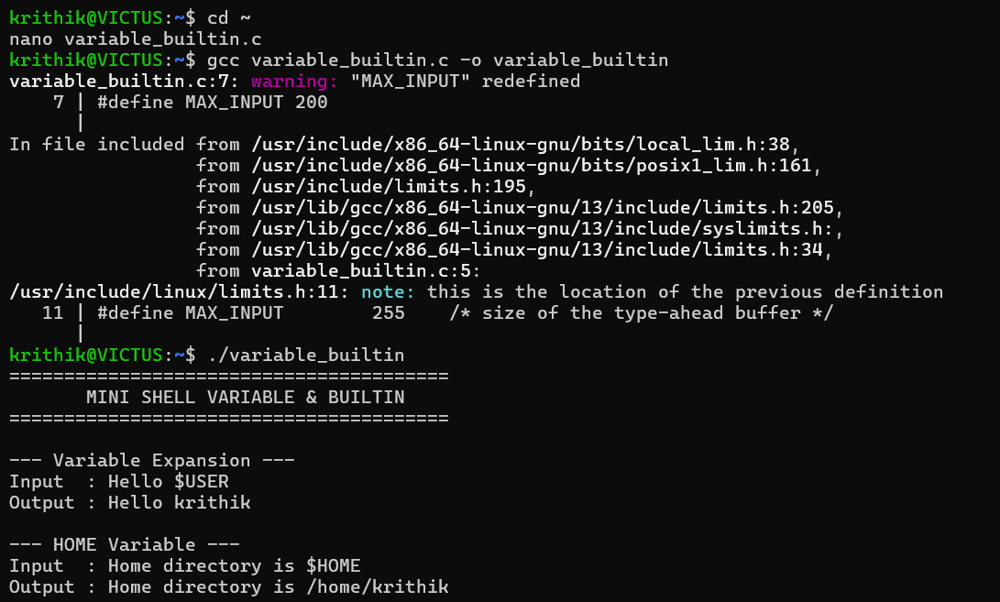 krithik@VICTUS:~$ cd ~
nano variable_builtin.c
krithik@VICTUS:~$ gcc variable_builtin.c -o variable_builtin
variable_builtin.c:7: warning: "MAX_INPUT" redefined
    7 | #define MAX_INPUT 200
      |
In file included from /usr/include/x86_64-linux-gnu/bits/local_lim.h:38,
                 from /usr/include/x86_64-linux-gnu/bits/posix1_lim.h:161,
                 from /usr/include/limits.h:195,
                 from /usr/lib/gcc/x86_64-linux-gnu/13/include/limits.h:205,
                 from /usr/lib/gcc/x86_64-linux-gnu/13/include/syslimits.h:,
                 from /usr/lib/gcc/x86_64-linux-gnu/13/include/limits.h:34,
                 from variable_builtin.c:5:
/usr/include/linux/limits.h:11: note: this is the location of the previous definition
   11 | #define MAX_INPUT        255    /* size of the type-ahead buffer */
      |
krithik@VICTUS:~$ ./variable_builtin
========================================
       MINI SHELL VARIABLE & BUILTIN
========================================

--- Variable Expansion ---
Input  : Hello $USER
Output : Hello krithik

--- HOME Variable ---
Input  : Home directory is $HOME
Output : Home directory is /home/krithik